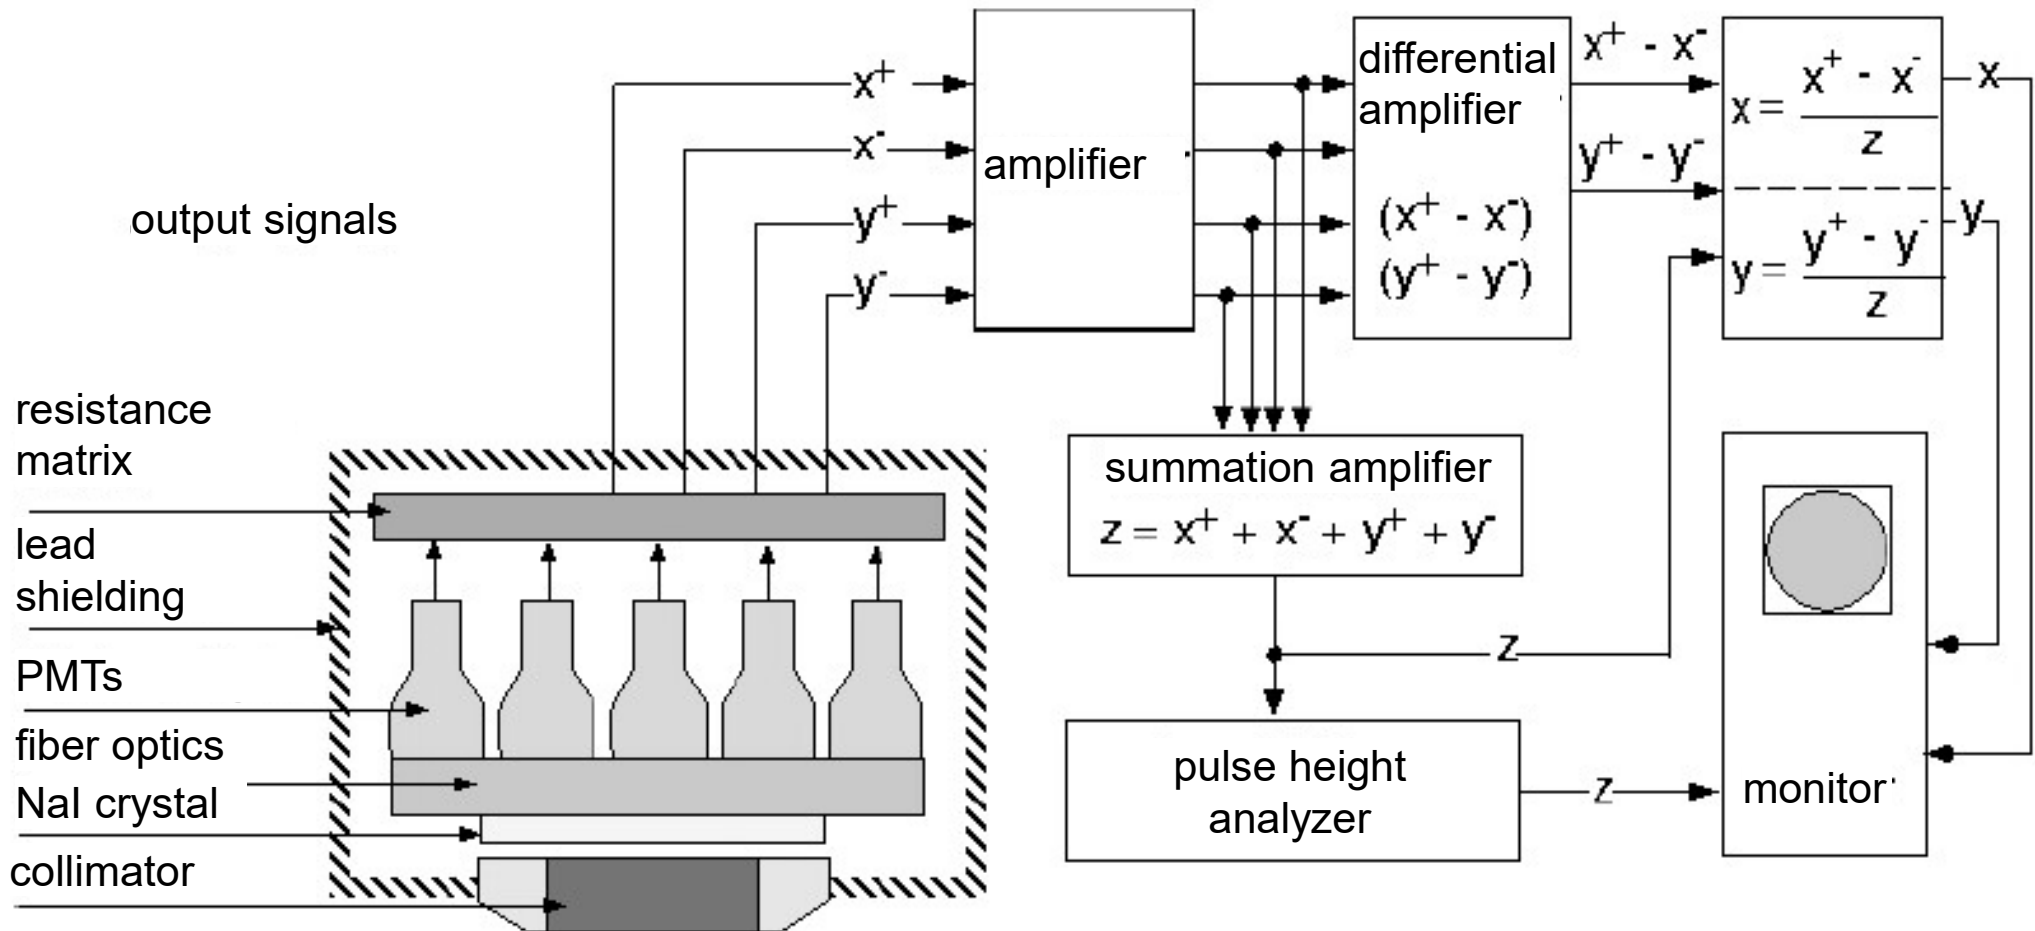 output signals
resistance
matrix
lead
shielding
PMTs
fiber optics
NaI crystal
collimator
x⁺
x⁻
y⁺
y⁻
amplifier
differential
amplifier
(x⁺ - x⁻)
(y⁺ - y⁻)
x⁺ - x⁻
y⁺ - y⁻
x = x⁺ - x⁻ / z
y = y⁺ - y⁻ / z
x
y
summation amplifier
z = x⁺ + x⁻ + y⁺ + y⁻
z
pulse height
analyzer
z
monitor